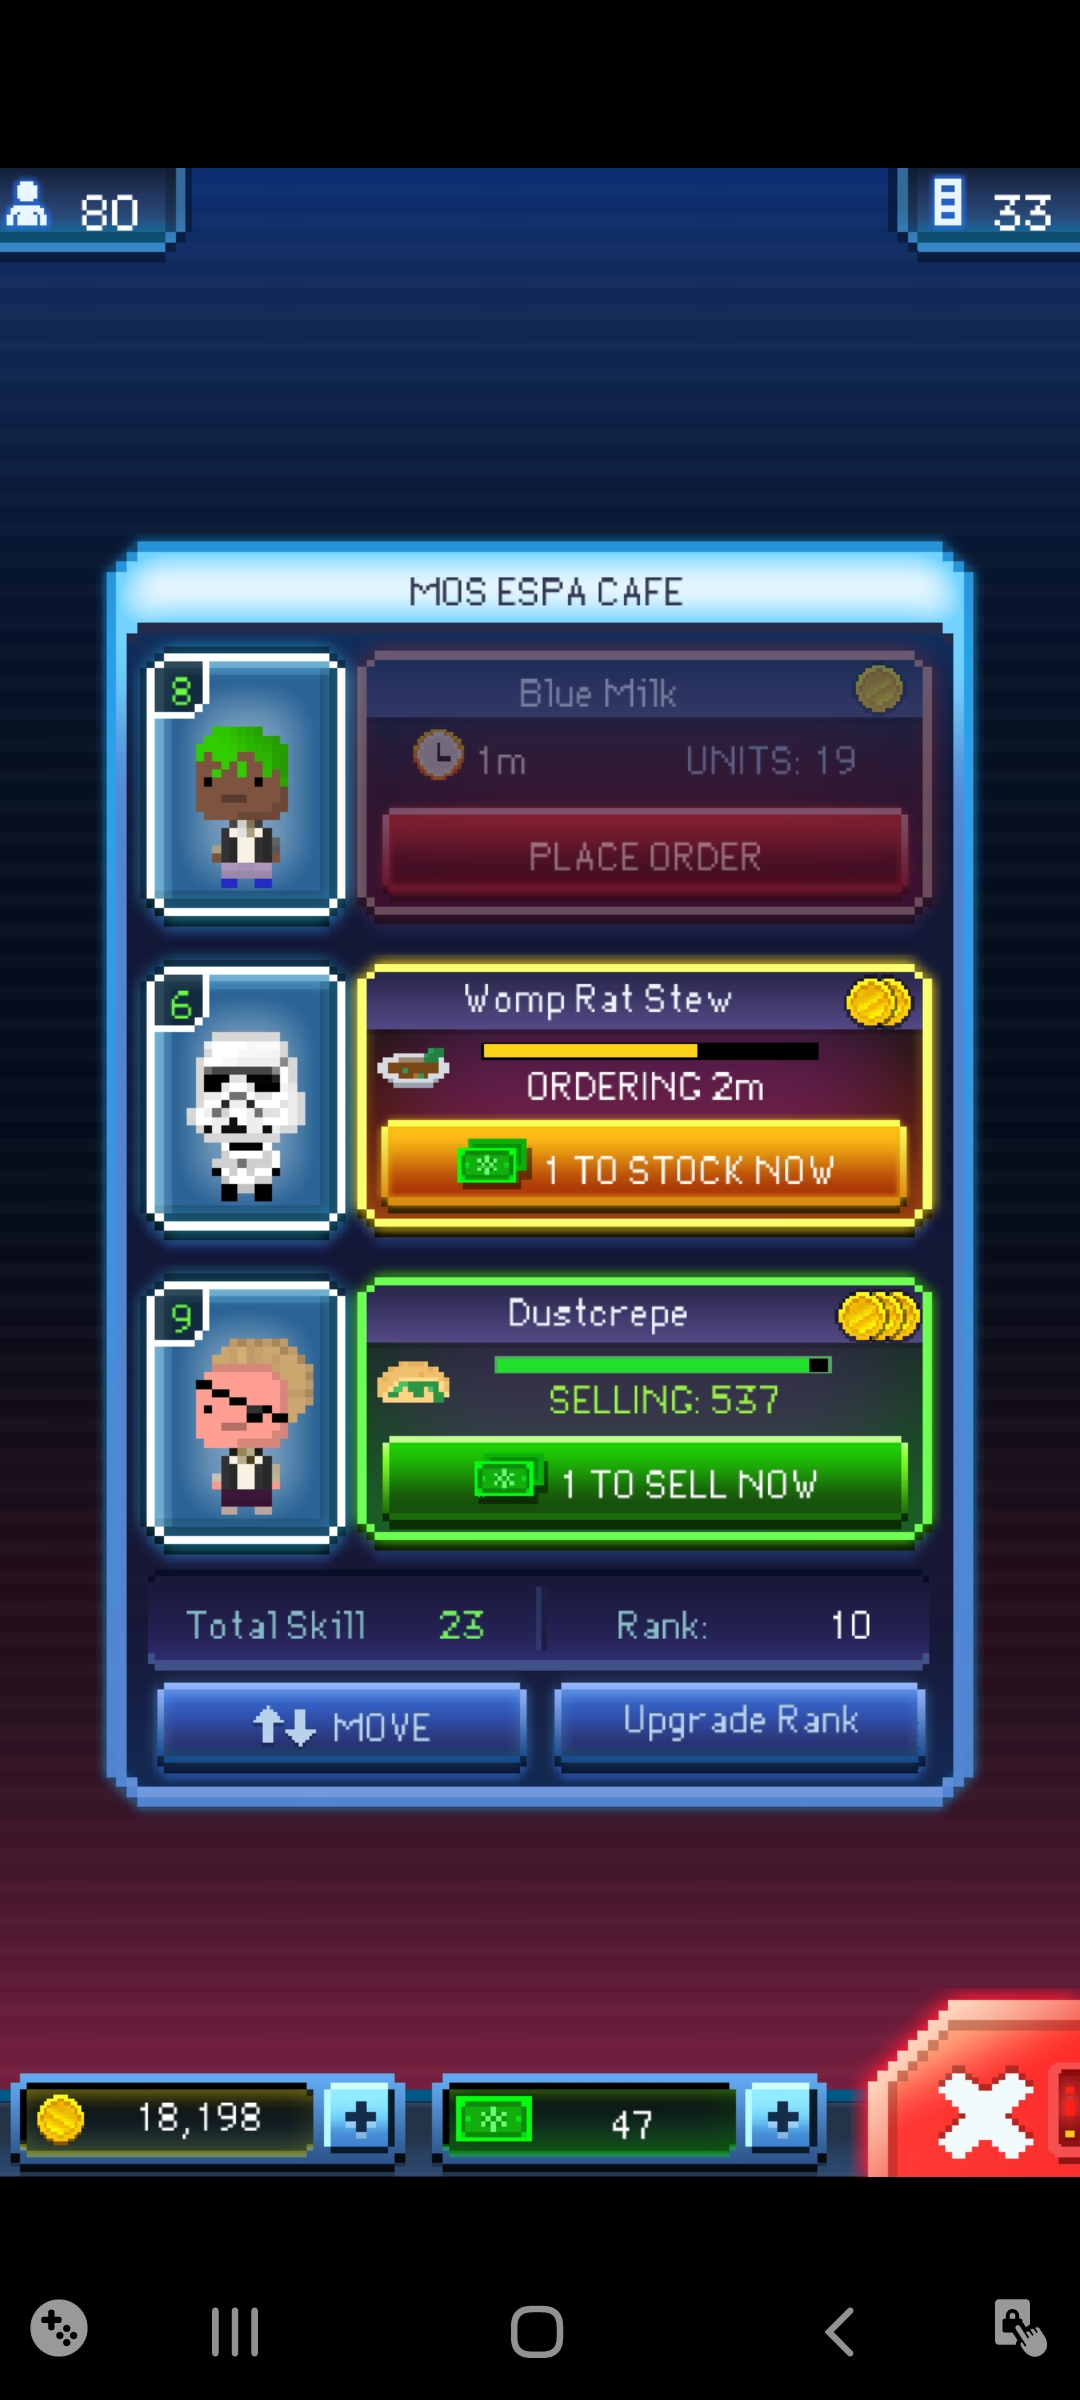 80
33
MOS ESPA CAFE
8
Blue Milk
1m
UNITS: 19
PLACE ORDER
6
Womp Rat Stew
ORDERING 2m
1 TO STOCK NOW
9
Dustcrepe
SELLING: 537
1 TO SELL NOW
Total Skill 23
Rank: 10
MOVE
Upgrade Rank
18,198
47